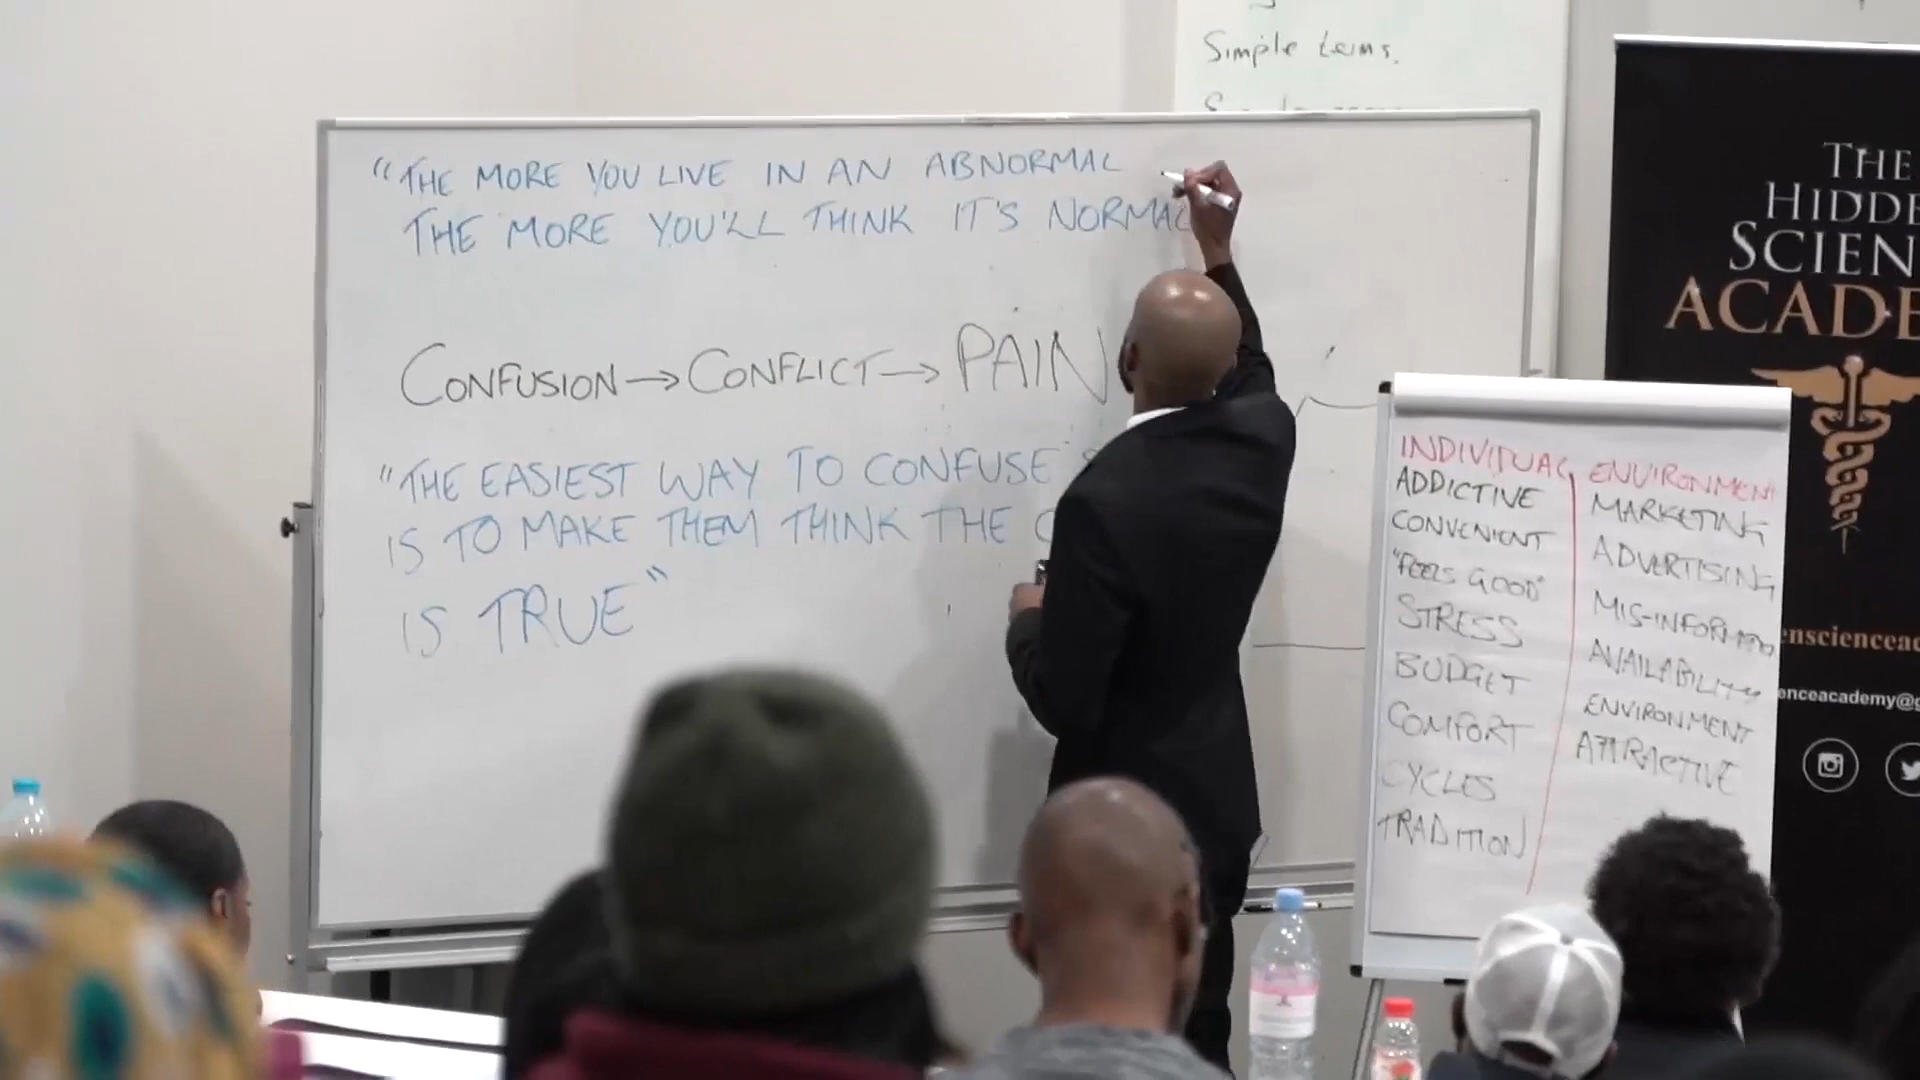 Simple terms.
"THE MORE YOU LIVE IN AN ABNORMAL
THE MORE YOU'LL THINK IT'S NORMAL
CONFUSION → CONFLICT → PAIN
"THE EASIEST WAY TO CONFUSE
IS TO MAKE THEM THINK THE
IS TRUE"
INDIVIDUAL
ADDICTIVE
CONVENIENT
"FEELS GOOD"
STRESS
BUDGET
COMFORT
CYCLES
TRADITION
ENVIRONMENT
MARKETING
ADVERTISING
MIS-INFORMATIO
AVAILABILITY
ENVIRONMENT
ATTRACTIVE
THE
HIDDE
SCIEN
ACADE
enscienceac
enceacademy@g